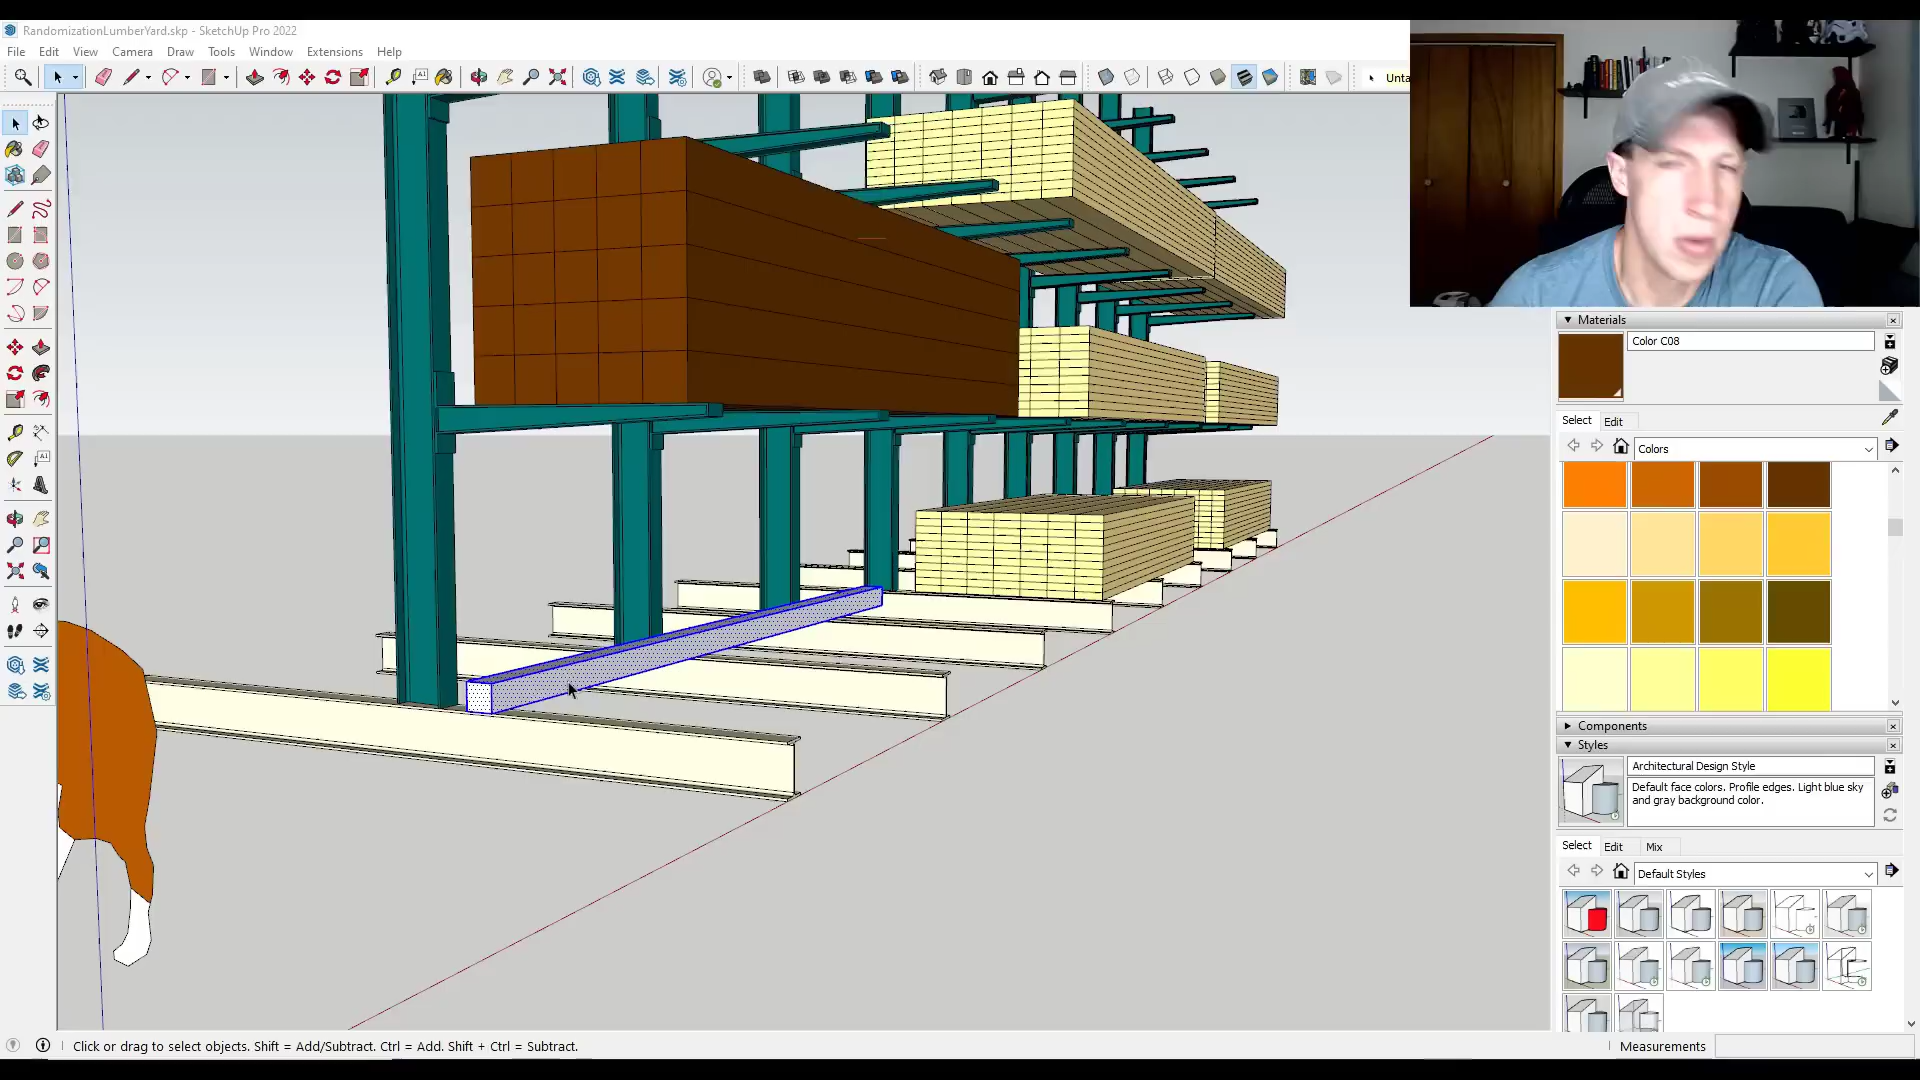 RandomizationLumberYard.skp - SketchUp Pro 2022
File Edit View Camera Draw Tools Window Extensions Help
Unta
Materials
Color C08
Select Edit
Colors
Components
Styles
Architectural Design Style
Default face colors. Profile edges. Light blue sky
and gray background color.
Select Edit Mix
Default Styles
Click or drag to select objects. Shift = Add/Subtract. Ctrl = Add. Shift + Ctrl = Subtract.
Measurements